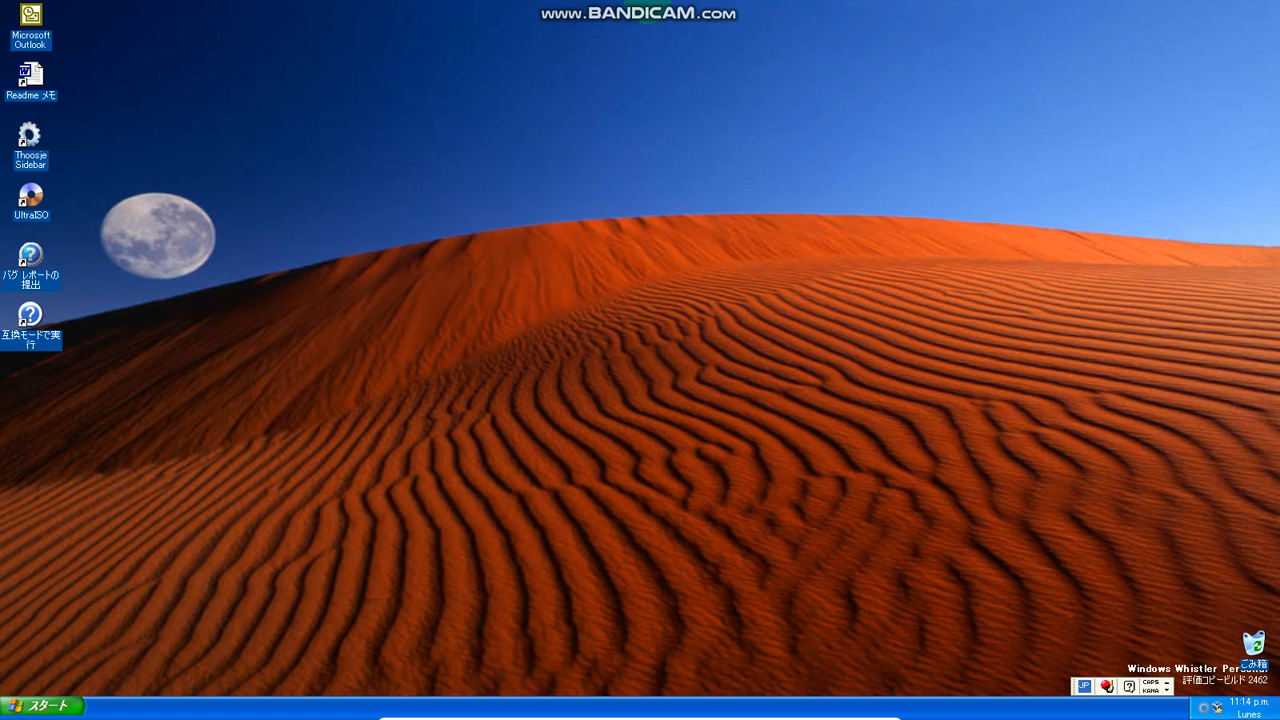 www.BANDICAM.com
Microsoft
Outlook
Readme メモ
Thoosje
Sidebar
UltraISO
バグ レポートの
提出
互換モードで実
行
ごみ箱
Windows Whistler Personal
評価コピービルド 2462
JP
CAPS
KANA
スタート
11:14 p.m.
Lunes